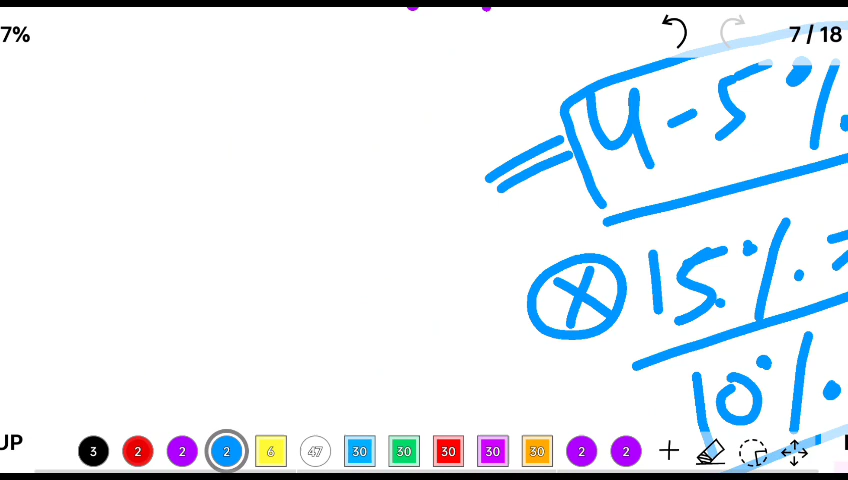 7% 7 / 18
= 4-5%.
⊗ 15%. =
10%.
UP 3 2 2 2 6 47 30 30 30 30 30 2 2